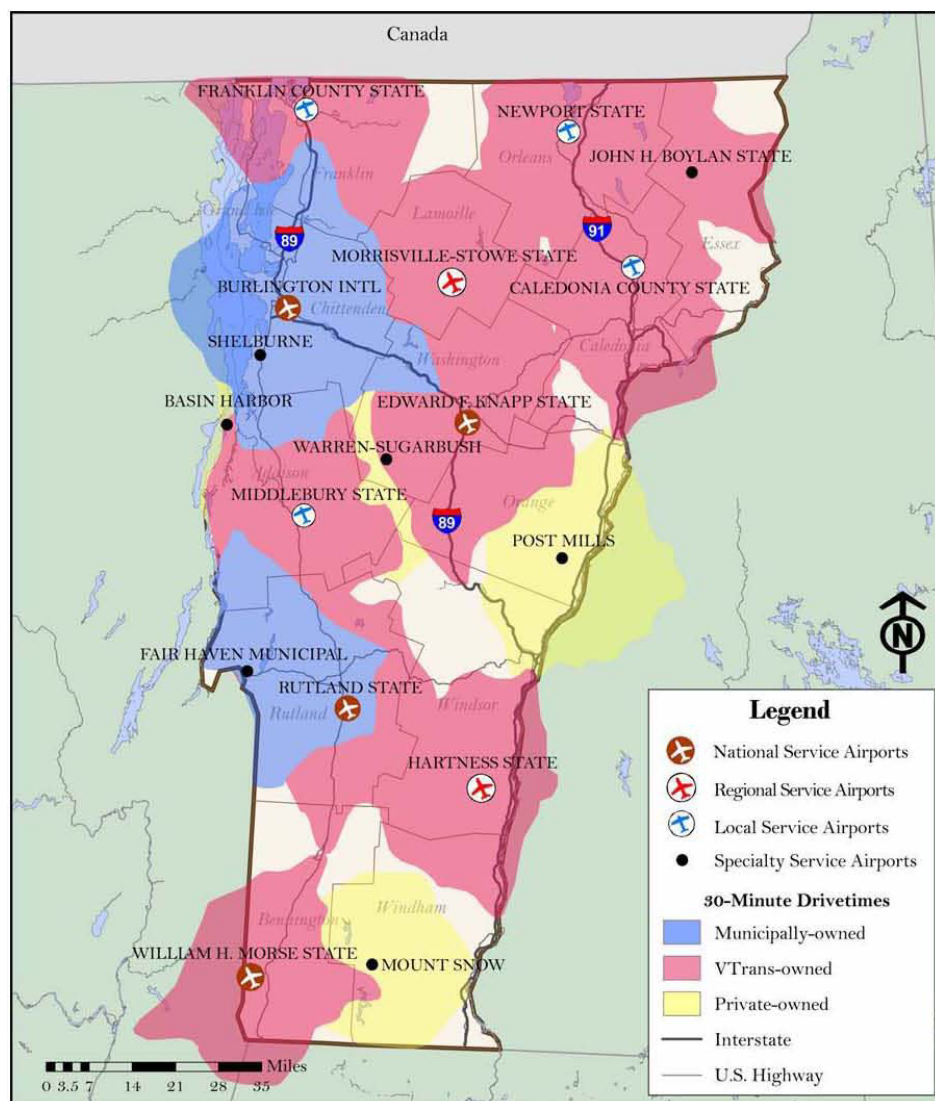 Canada
FRANKLIN COUNTY STATE
NEWPORT STATE
Orleans
JOHN H. BOYLAN STATE
Franklin
Grand Isle
Lamoille
89
91
Essex
MORRISVILLE-STOWE STATE
BURLINGTON INTL
CALEDONIA COUNTY STATE
Chittenden
SHELBURNE
Washington
Caledonia
BASIN HARBOR
EDWARD F. KNAPP STATE
WARREN-SUGARBUSH
Addison
MIDDLEBURY STATE
Orange
89
POST MILLS
N
FAIR HAVEN MUNICIPAL
RUTLAND STATE
Rutland
Windsor
HARTNESS STATE
Bennington
Windham
WILLIAM H. MORSE STATE
MOUNT SNOW
Miles
0 3.5 7 14 21 28 35
Legend
National Service Airports
Regional Service Airports
Local Service Airports
Specialty Service Airports
30-Minute Drivetimes
Municipally-owned
VTrans-owned
Private-owned
Interstate
U.S. Highway